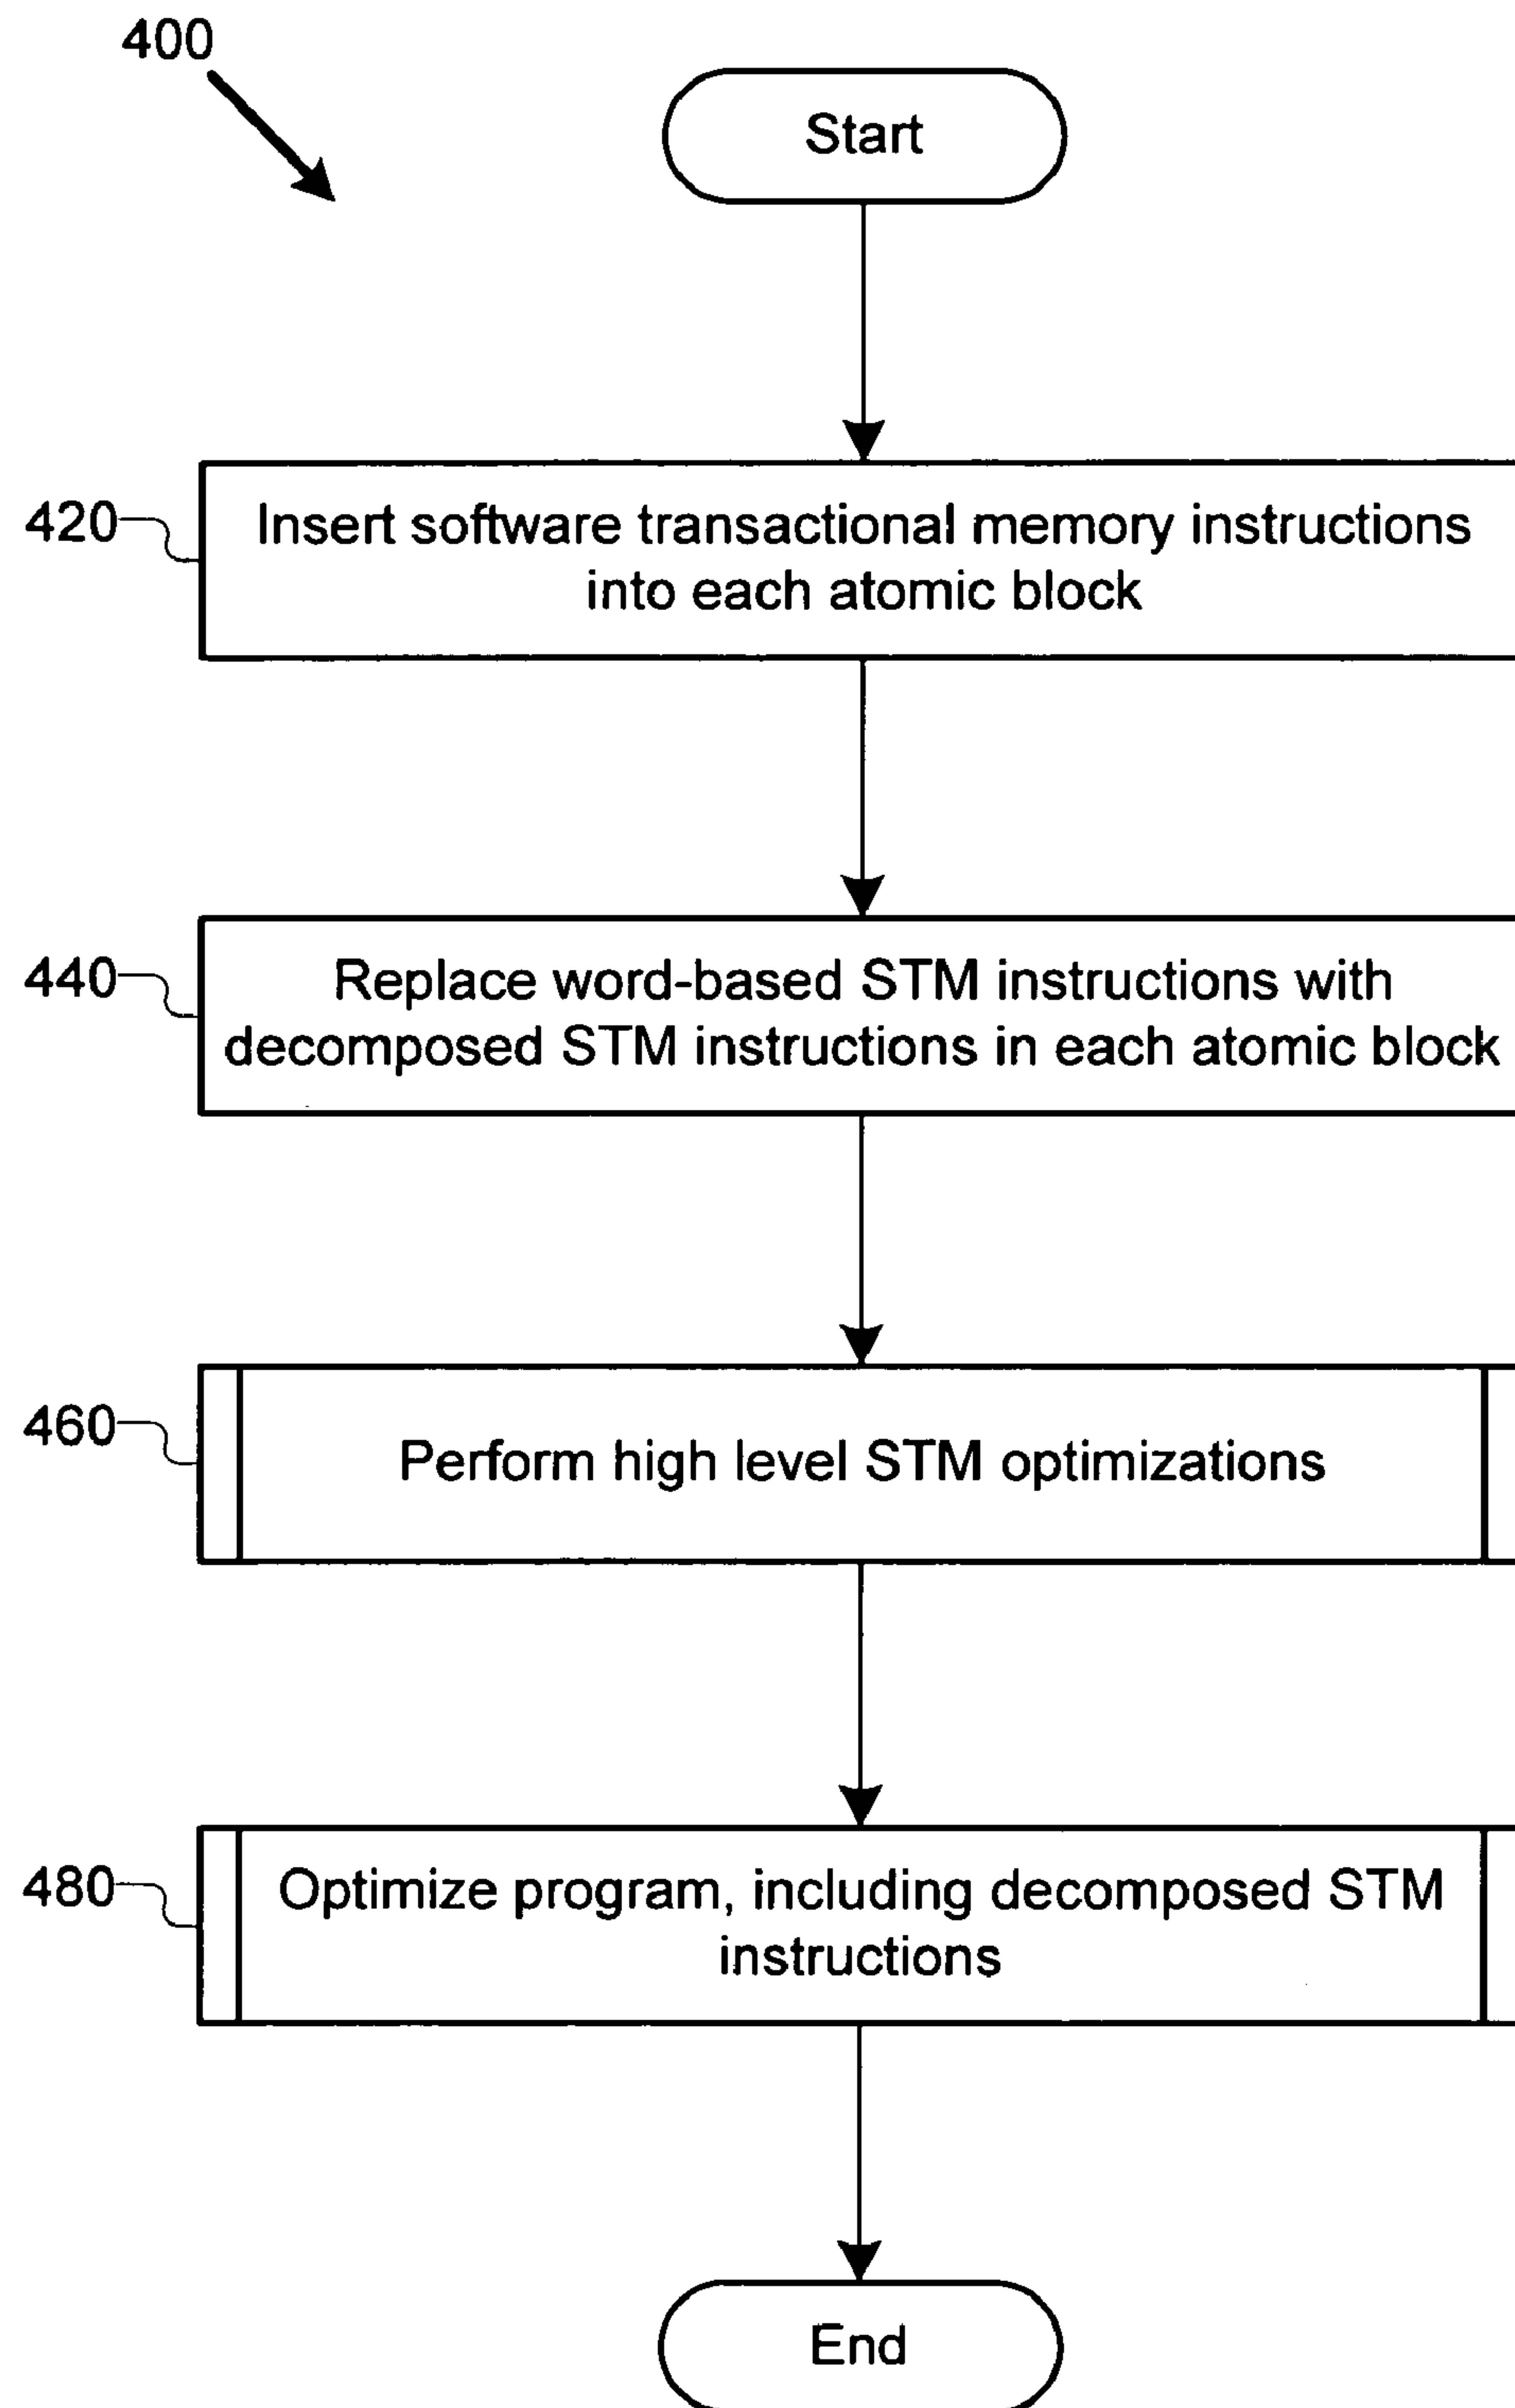 400
Start
420
Insert software transactional memory instructions
into each atomic block
440
Replace word-based STM instructions with
decomposed STM instructions in each atomic block
460
Perform high level STM optimizations
480
Optimize program, including decomposed STM
instructions
End